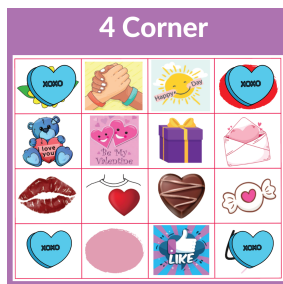 4 Corner
XOXO
Happy Day
XOXO
I love you
Be My
Valentine
XOXO
LIKE
XOXO